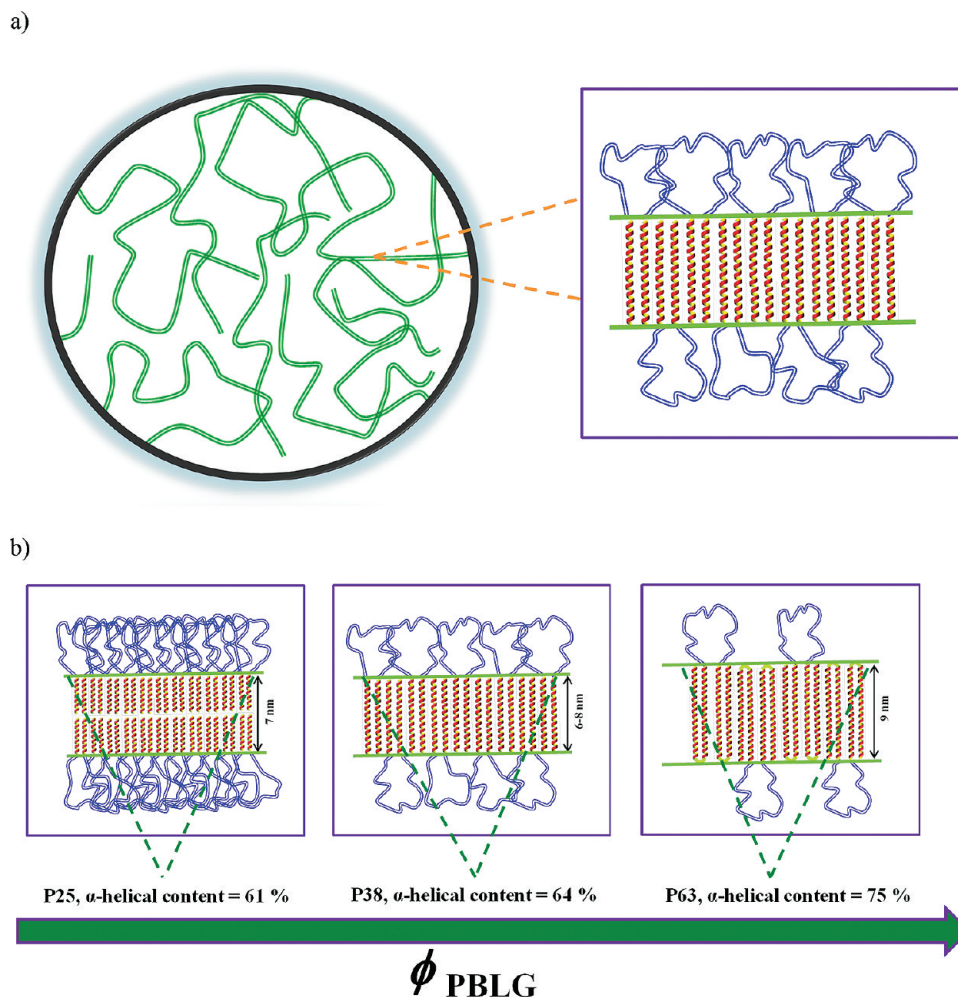 a)
b)
7 nm
6-8 nm
9 nm
P25, α-helical content = 61 %
P38, α-helical content = 64 %
P63, α-helical content = 75 %
ϕ PBLG